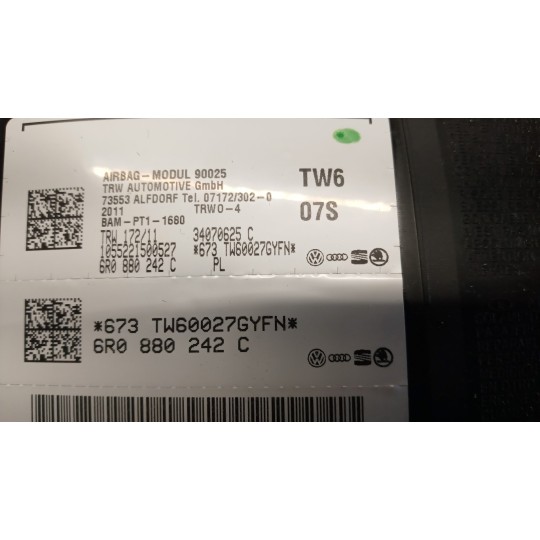 AIRBAG-MODUL 90025
TRW AUTOMOTIVE GmbH
73553 ALFDORF Tel. 07172/302-0
2011 TRWO-4
BAM-PT1-1680
TRW 172/11 34070625 C
105521500527 *673 TW60027GYFN*
6R0 880 242 C PL
TW6
07S
*673 TW60027GYFN*
6R0 880 242 C